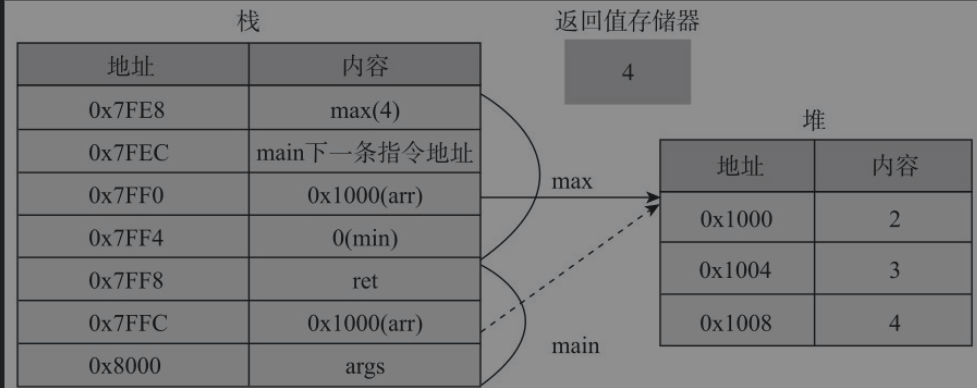 栈
地址 内容
0x7FE8 max(4)
0x7FEC main下一条指令地址
0x7FF0 0x1000(arr)
0x7FF4 0(min)
0x7FF8 ret
0x7FFC 0x1000(arr)
0x8000 args
max
main
返回值存储器
4
堆
地址 内容
0x1000 2
0x1004 3
0x1008 4